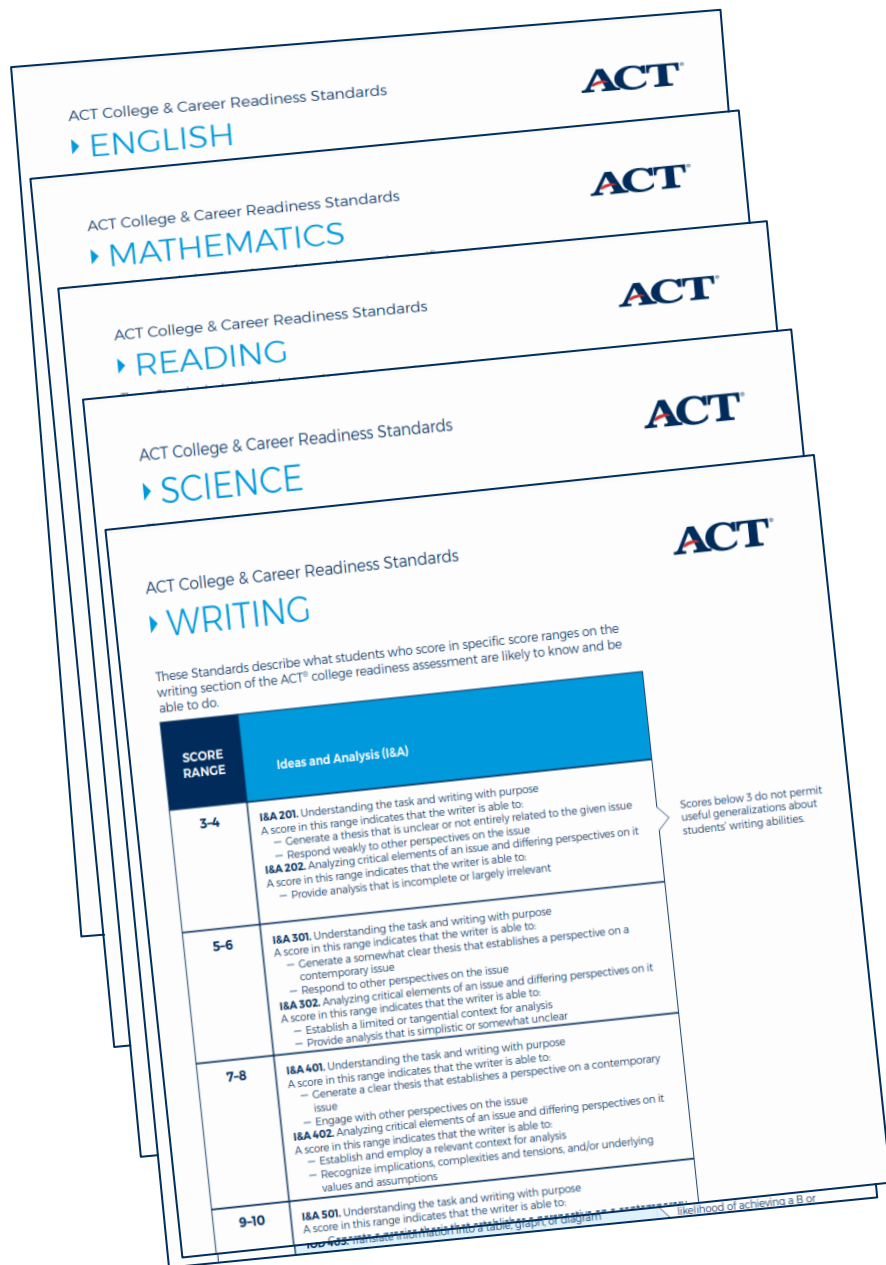 ACT College & Career Readiness Standards
ACT®
ENGLISH
ACT College & Career Readiness Standards
ACT®
MATHEMATICS
ACT College & Career Readiness Standards
ACT®
READING
ACT College & Career Readiness Standards
ACT®
SCIENCE
ACT College & Career Readiness Standards
ACT®
WRITING
These Standards describe what students who score in specific score ranges on the
writing section of the ACT® college readiness assessment are likely to know and be
able to do.
SCORE
RANGE
Ideas and Analysis (I&A)
3–4
I&A 201. Understanding the task and writing with purpose
A score in this range indicates that the writer is able to:
— Generate a thesis that is unclear or not entirely related to the given issue
— Respond weakly to other perspectives on the issue
I&A 202. Analyzing critical elements of an issue and differing perspectives on it
A score in this range indicates that the writer is able to:
— Provide analysis that is incomplete or largely irrelevant
Scores below 3 do not permit
useful generalizations about
students' writing abilities.
5–6
I&A 301. Understanding the task and writing with purpose
A score in this range indicates that the writer is able to:
— Generate a somewhat clear thesis that establishes a perspective on a
contemporary issue
— Respond to other perspectives on the issue
I&A 302. Analyzing critical elements of an issue and differing perspectives on it
A score in this range indicates that the writer is able to:
— Establish a limited or tangential context for analysis
— Provide analysis that is simplistic or somewhat unclear
7–8
I&A 401. Understanding the task and writing with purpose
A score in this range indicates that the writer is able to:
— Generate a clear thesis that establishes a perspective on a contemporary
issue
— Engage with other perspectives on the issue
I&A 402. Analyzing critical elements of an issue and differing perspectives on it
A score in this range indicates that the writer is able to:
— Establish and employ a relevant context for analysis
— Recognize implications, complexities and tensions, and/or underlying
values and assumptions
9–10
I&A 501. Understanding the task and writing with purpose
A score in this range indicates that the writer is able to:
IOD 403. Translate information into a table, graph, or diagram
likelihood of achieving a B or